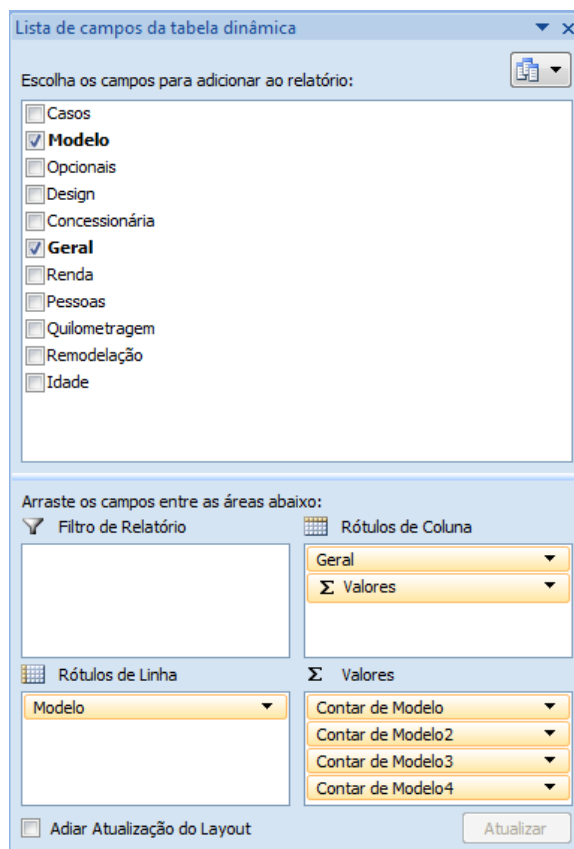 Lista de campos da tabela dinâmica
Escolha os campos para adicionar ao relatório:
Casos
Modelo
Opcionais
Design
Concessionária
Geral
Renda
Pessoas
Quilometragem
Remodelação
Idade
Arraste os campos entre as áreas abaixo:
Filtro de Relatório
Rótulos de Coluna
Geral
Σ Valores
Rótulos de Linha
Σ Valores
Modelo
Contar de Modelo
Contar de Modelo2
Contar de Modelo3
Contar de Modelo4
Adiar Atualização do Layout
Atualizar